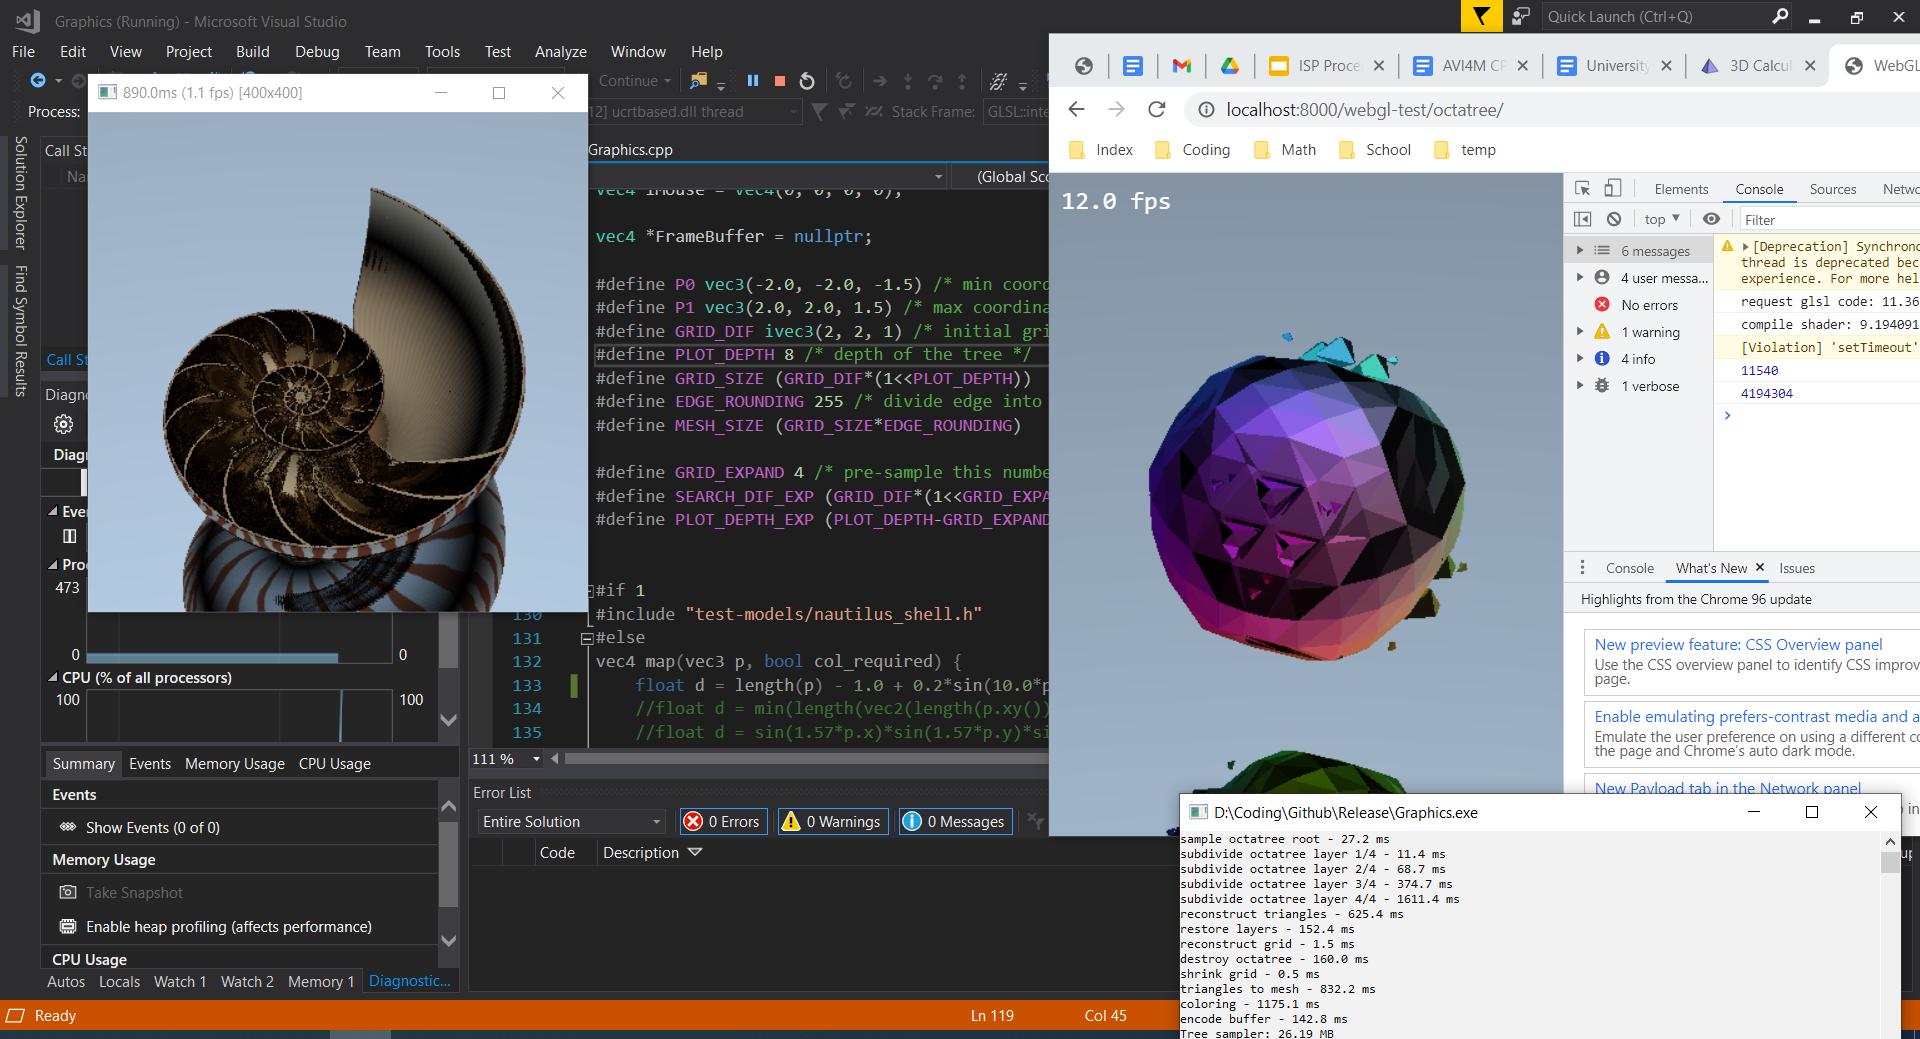 Graphics (Running) - Microsoft Visual Studio
Quick Launch (Ctrl+Q)
File Edit View Project Build Debug Team Tools Test Analyze Window Help
Continue
890.0ms (1.1 fps) [400x400]
Process:
12] ucrtbased.dll thread
Stack Frame:
GLSL::inte
Solution Explorer
Find Symbol Results
Call St
Na
Call St
Diagn
Diag
Eve
Pro
473
0
0
CPU (% of all processors)
100
100
Summary Events Memory Usage CPU Usage
Events
Show Events (0 of 0)
Memory Usage
Take Snapshot
Enable heap profiling (affects performance)
CPU Usage
Autos Locals Watch 1 Watch 2 Memory 1 Diagnostic...
Graphics.cpp
(Global Sco
vec4 iMouse = vec4(0, 0, 0, 0);
vec4 *FrameBuffer = nullptr;
#define P0 vec3(-2.0, -2.0, -1.5) /* min coord
#define P1 vec3(2.0, 2.0, 1.5) /* max coordina
#define GRID_DIF ivec3(2, 2, 1) /* initial gri
#define PLOT_DEPTH 8 /* depth of the tree */
#define GRID_SIZE (GRID_DIF*(1<<PLOT_DEPTH))
#define EDGE_ROUNDING 255 /* divide edge into
#define MESH_SIZE (GRID_SIZE*EDGE_ROUNDING)
#define GRID_EXPAND 4 /* pre-sample this numbe
#define SEARCH_DIF_EXP (GRID_DIF*(1<<GRID_EXPA
#define PLOT_DEPTH_EXP (PLOT_DEPTH-GRID_EXPAND
#if 1
130 #include "test-models/nautilus_shell.h"
131 #else
132 vec4 map(vec3 p, bool col_required) {
133 float d = length(p) - 1.0 + 0.2*sin(10.0*p
134 //float d = min(length(vec2(length(p.xy())
135 //float d = sin(1.57*p.x)*sin(1.57*p.y)*si
111 %
Error List
Entire Solution
0 Errors
0 Warnings
0 Messages
Code
Description
Ready
Ln 119
Col 45
ISP Proce
AVI4M CP
University
3D Calcul
WebGL
localhost:8000/webgl-test/octatree/
Index Coding Math School temp
12.0 fps
Elements Console Sources Netwo
top
Filter
6 messages
4 user messa...
No errors
1 warning
4 info
1 verbose
[Deprecation] Synchrono
thread is deprecated bec
experience. For more hel
request glsl code: 11.36
compile shader: 9.194091
[Violation] 'setTimeout'
11540
4194304
Console What's New Issues
Highlights from the Chrome 96 update
New preview feature: CSS Overview panel
Use the CSS overview panel to identify CSS improv
page.
Enable emulating prefers-contrast media and a
Emulate the user preference on using a different co
the page and Chrome's auto dark mode.
New Payload tab in the Network panel
D:\Coding\Github\Release\Graphics.exe
sample octatree root - 27.2 ms
subdivide octatree layer 1/4 - 11.4 ms
subdivide octatree layer 2/4 - 68.7 ms
subdivide octatree layer 3/4 - 374.7 ms
subdivide octatree layer 4/4 - 1611.4 ms
reconstruct triangles - 625.4 ms
restore layers - 152.4 ms
reconstruct grid - 1.5 ms
destroy octatree - 160.0 ms
shrink grid - 0.5 ms
triangles to mesh - 832.2 ms
coloring - 1175.1 ms
encode buffer - 142.8 ms
Tree sampler: 26.19 MB